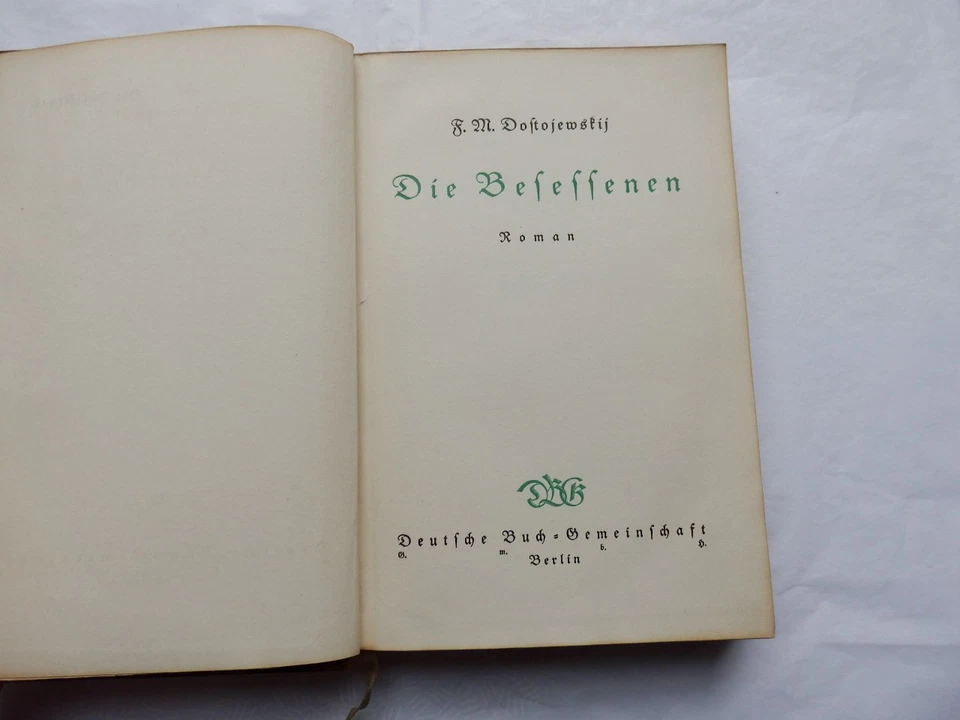 F. M. Dostojewskij
Die Beſeſſenen
Roman
DBG
Deutſche Buch-Gemeinſchaft
G. m. b. H.
Berlin